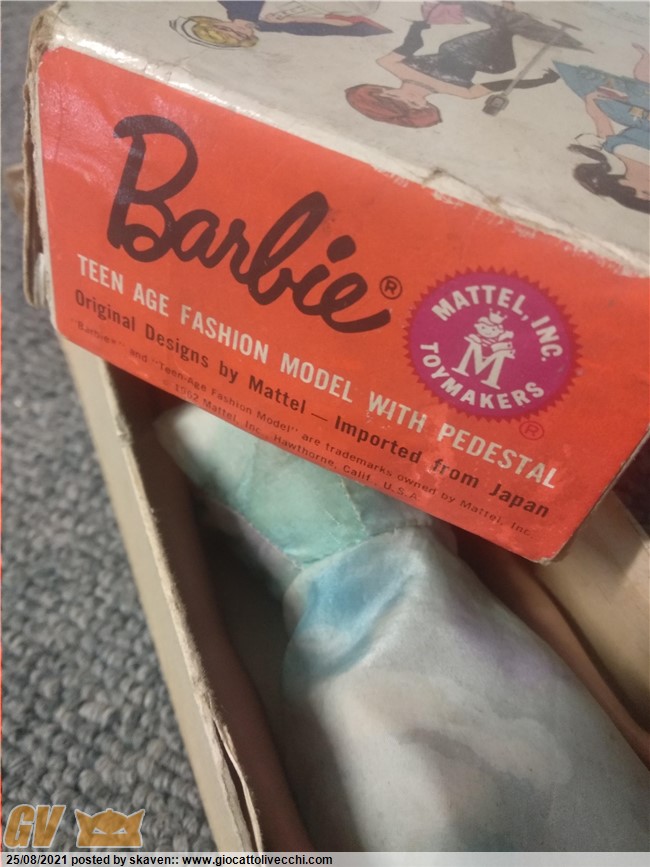 Barbie®
TEEN AGE FASHION MODEL WITH PEDESTAL
Original Designs by Mattel — Imported from Japan
"Barbie®" and "Teen-Age Fashion Model" are trademarks owned by Mattel, Inc.
© 1962 Mattel, Inc., Hawthorne, Calif., U.S.A.
MATTEL, INC.
M
TOYMAKERS
®
GV
25/08/2021 posted by skaven:: www.giocattolivecchi.com